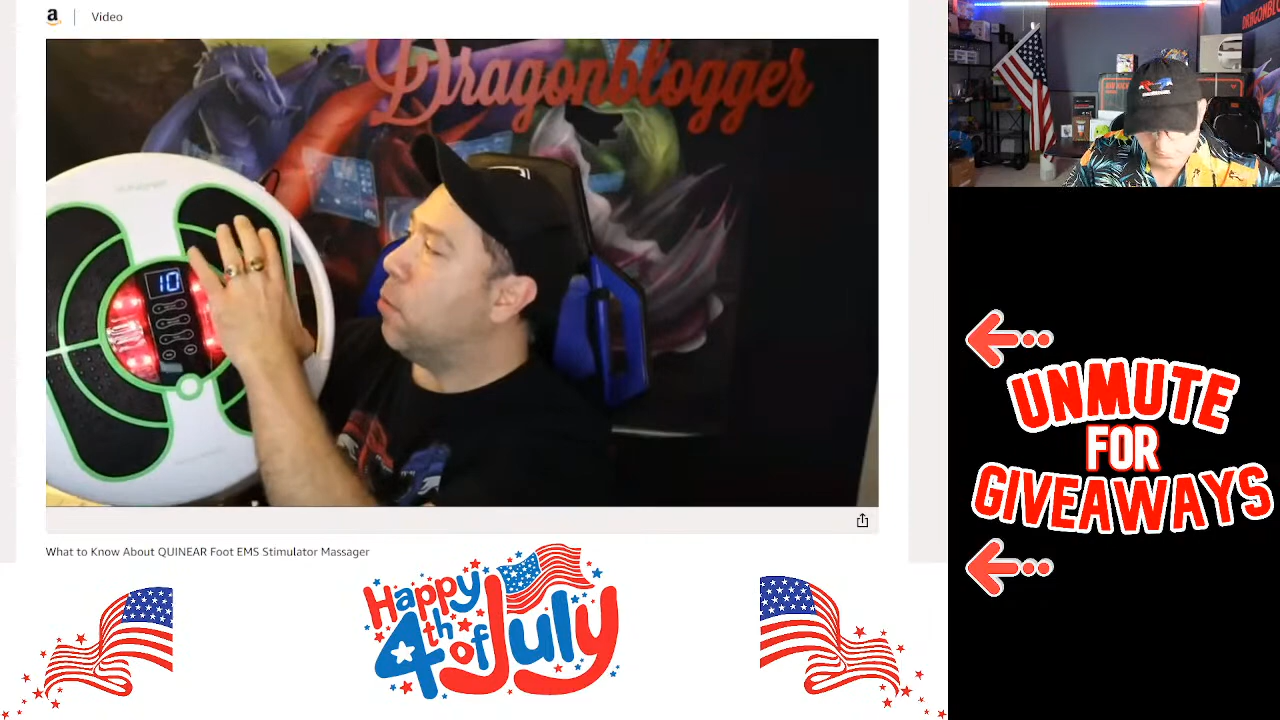 a
Video
Dragonblogger
10
What to Know About QUINEAR Foot EMS Stimulator Massager
Happy
4th
of July
UNMUTE
FOR
GIVEAWAYS